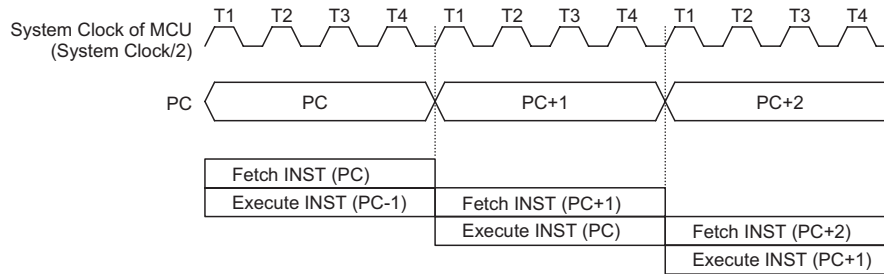 T1 T2 T3 T4 T1 T2 T3 T4 T1 T2 T3 T4
System Clock of MCU
(System Clock/2)
PC PC PC+1 PC+2
Fetch INST (PC)
Execute INST (PC-1) Fetch INST (PC+1)
Execute INST (PC) Fetch INST (PC+2)
Execute INST (PC+1)